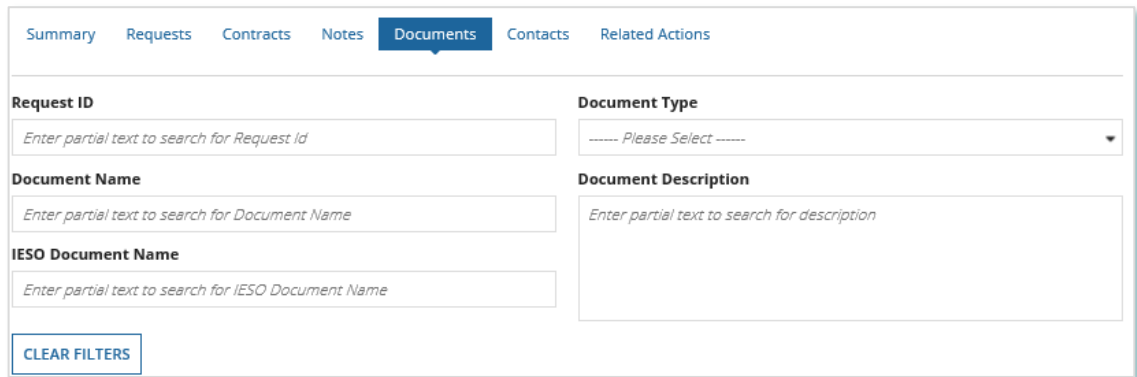 Summary Requests Contracts Notes Documents Contacts Related Actions
Request ID
Enter partial text to search for Request Id
Document Type
------ Please Select ------
Document Name
Enter partial text to search for Document Name
Document Description
Enter partial text to search for description
IESO Document Name
Enter partial text to search for IESO Document Name
CLEAR FILTERS